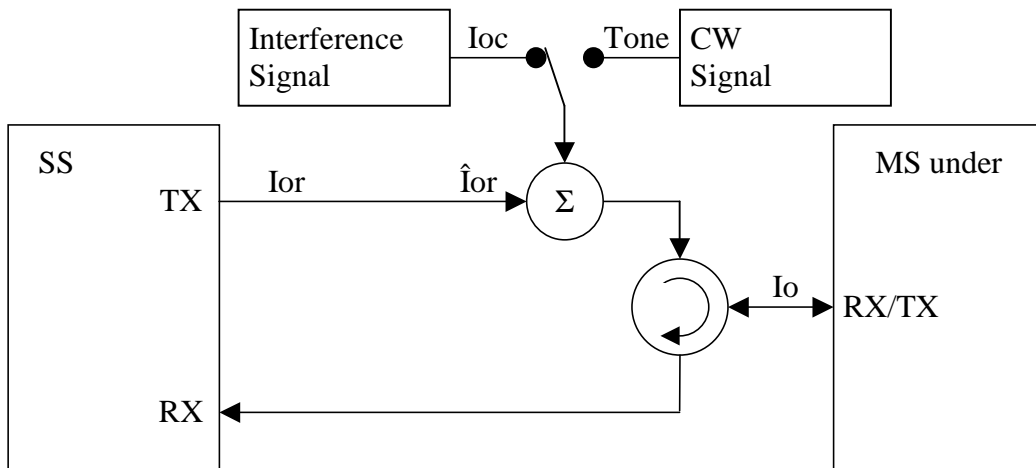 Interference
Signal
Ioc
Tone
CW
Signal
SS
MS under
TX
Ior
Îor
Σ
Io
RX/TX
RX